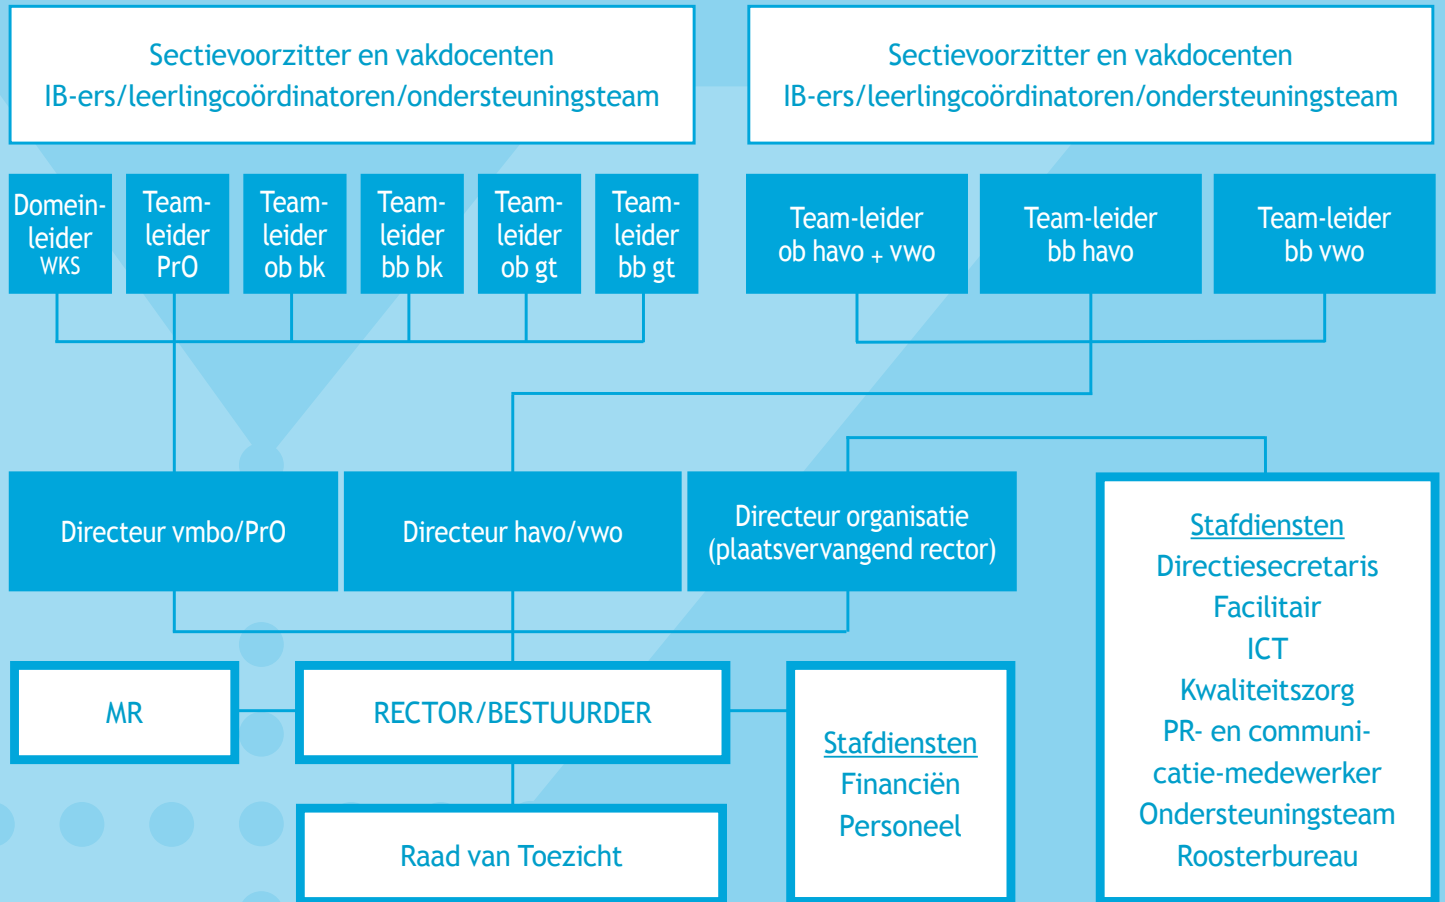 Sectievoorzitter en vakdocenten
IB-ers/leerlingcoördinatoren/ondersteuningsteam
Sectievoorzitter en vakdocenten
IB-ers/leerlingcoördinatoren/ondersteuningsteam
Domein-
leider
WKS
Team-
leider
PrO
Team-
leider
ob bk
Team-
leider
bb bk
Team-
leider
ob gt
Team-
leider
bb gt
Team-leider
ob havo + vwo
Team-leider
bb havo
Team-leider
bb vwo
Directeur vmbo/PrO
Directeur havo/vwo
Directeur organisatie
(plaatsvervangend rector)
Stafdiensten
Directiesecretaris
Facilitair
ICT
Kwaliteitszorg
PR- en communi-
catie-medewerker
Ondersteuningsteam
Roosterbureau
MR
RECTOR/BESTUURDER
Stafdiensten
Financiën
Personeel
Raad van Toezicht